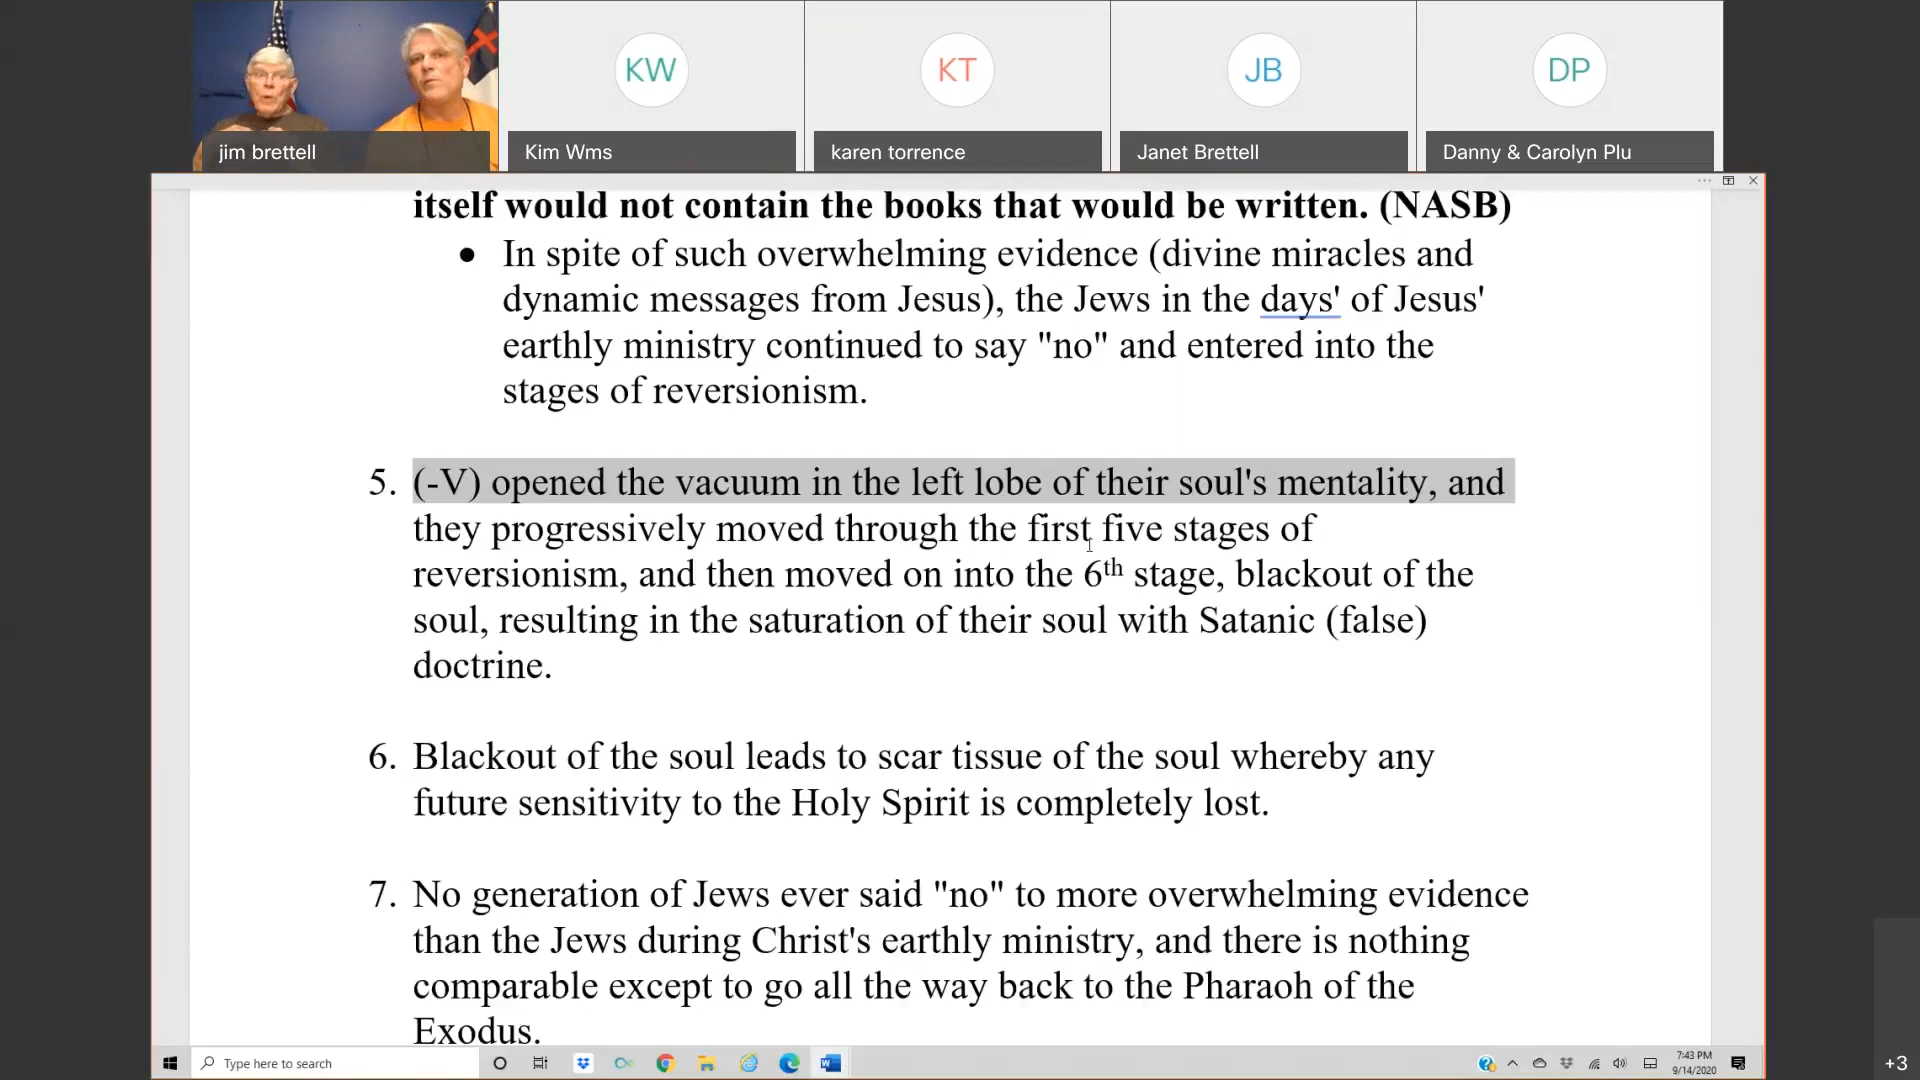 KW
KT
JB
DP
jim brettell
Kim Wms
karen torrence
Janet Brettell
Danny & Carolyn Plu
itself would not contain the books that would be written. (NASB)
• In spite of such overwhelming evidence (divine miracles and
dynamic messages from Jesus), the Jews in the days' of Jesus'
earthly ministry continued to say "no" and entered into the
stages of reversionism.
5. (-V) opened the vacuum in the left lobe of their soul's mentality, and
they progressively moved through the first five stages of
reversionism, and then moved on into the 6th stage, blackout of the
soul, resulting in the saturation of their soul with Satanic (false)
doctrine.
6. Blackout of the soul leads to scar tissue of the soul whereby any
future sensitivity to the Holy Spirit is completely lost.
7. No generation of Jews ever said "no" to more overwhelming evidence
than the Jews during Christ's earthly ministry, and there is nothing
comparable except to go all the way back to the Pharaoh of the
Exodus.
Type here to search
7:43 PM
9/14/2020
+3